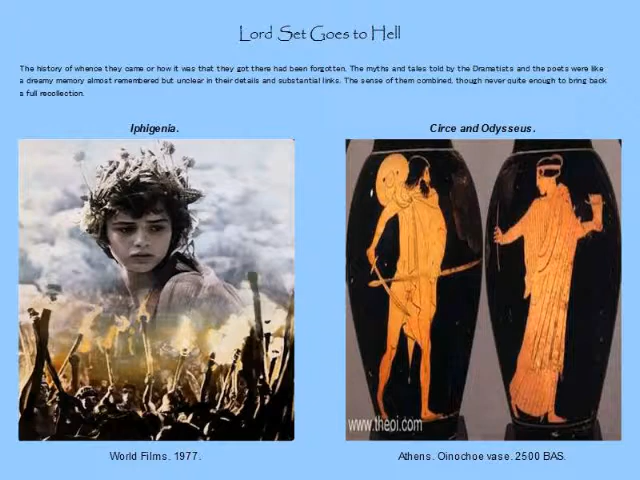 Lord Set Goes to Hell
The history of whence they came or how it was that they got there had been forgotten. The myths and tales told by the Dramatists and the poets were like
a dreamy memory almost remembered but unclear in their details and substantial links. The sense of them combined, though never quite enough to bring back
a full recollection.
Iphigenia.
Circe and Odysseus.
www.theoi.com
World Films. 1977.
Athens. Oinochoe vase. 2500 BAS.